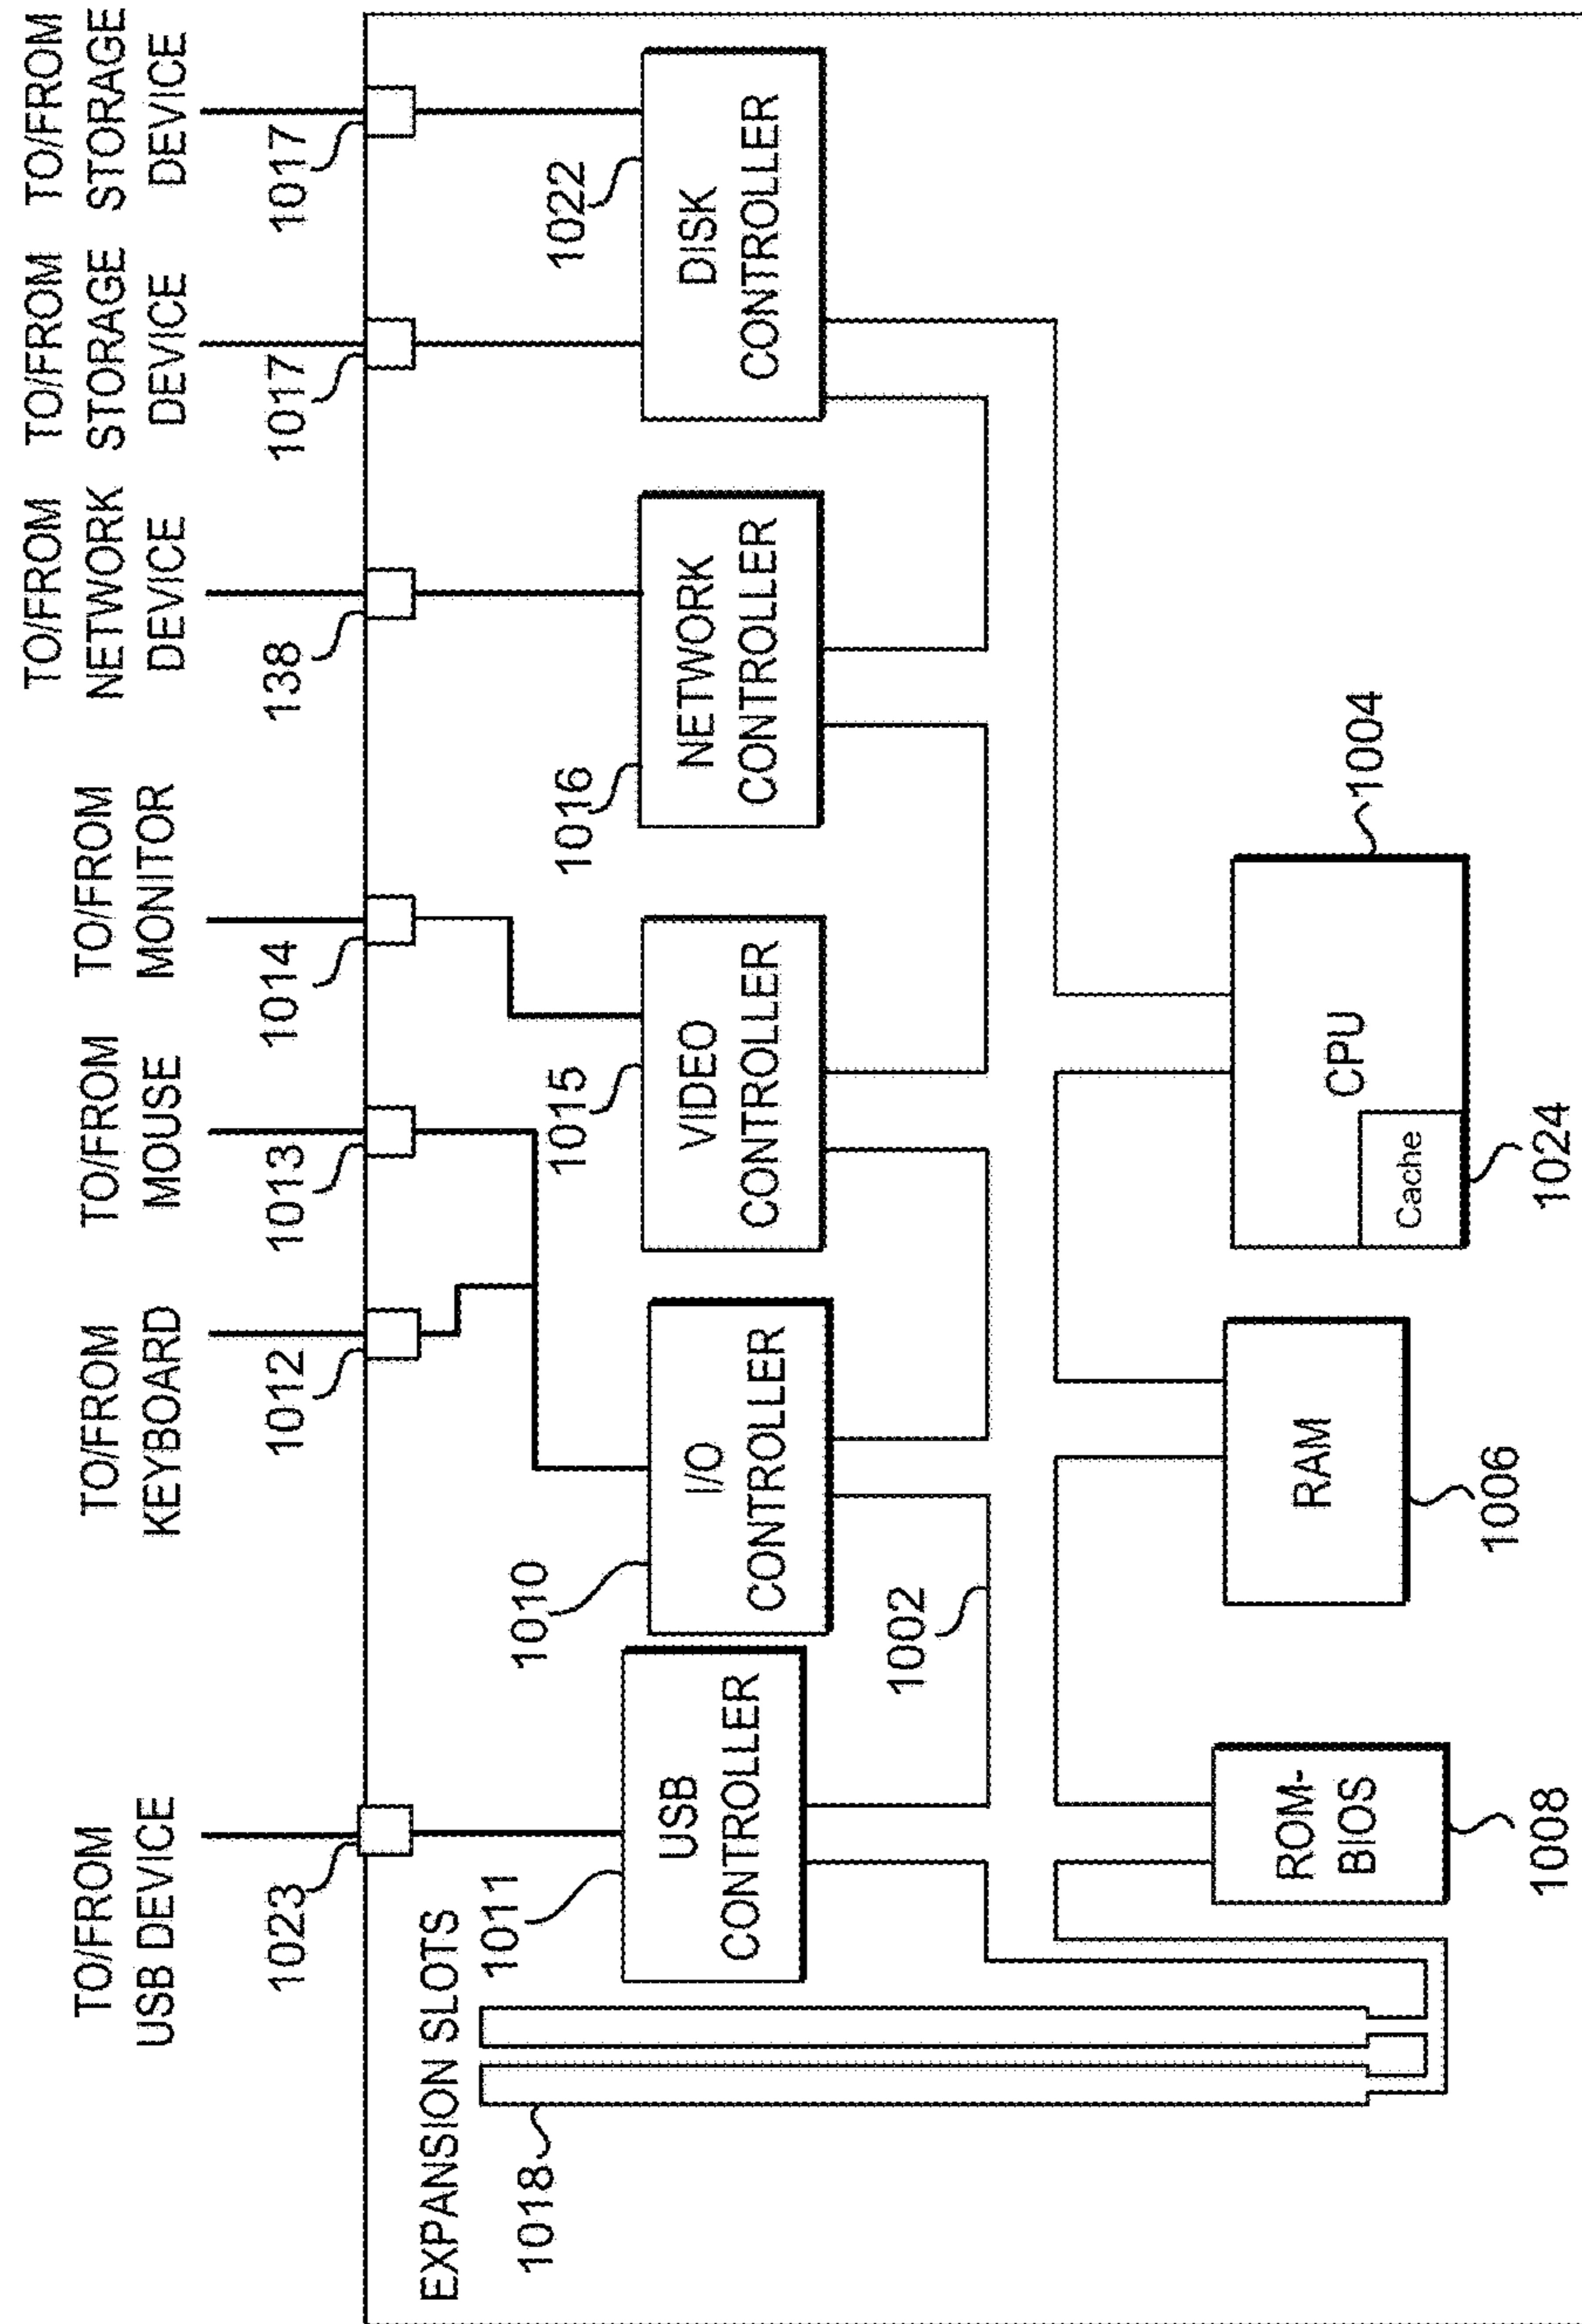 TO/FROM
USB DEVICE
TO/FROM
KEYBOARD
TO/FROM
MOUSE
TO/FROM
MONITOR
TO/FROM
NETWORK
DEVICE
TO/FROM
STORAGE
DEVICE
TO/FROM
STORAGE
DEVICE
1023
1012
1013
1014
138
1017
1017
EXPANSION SLOTS
1018
1011
USB
CONTROLLER
1010
I/O
CONTROLLER
1015
VIDEO
CONTROLLER
1016
NETWORK
CONTROLLER
1022
DISK
CONTROLLER
1002
ROM-
BIOS
1008
RAM
1006
CPU
Cache
1004
1024